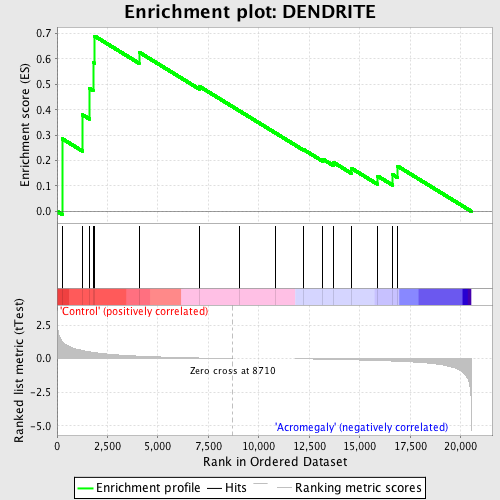 Enrichment plot: DENDRITE
Enrichment score (ES)
0.7
0.6
0.5
0.4
0.3
0.2
0.1
0.0
'Control' (positively correlated)
Ranked list metric (tTest)
2.5
0.0
-2.5
-5.0
Zero cross at 8710
'Acromegaly' (negatively correlated)
0 2,500 5,000 7,500 10,000 12,500 15,000 17,500 20,000
Rank in Ordered Dataset
Enrichment profile Hits Ranking metric scores